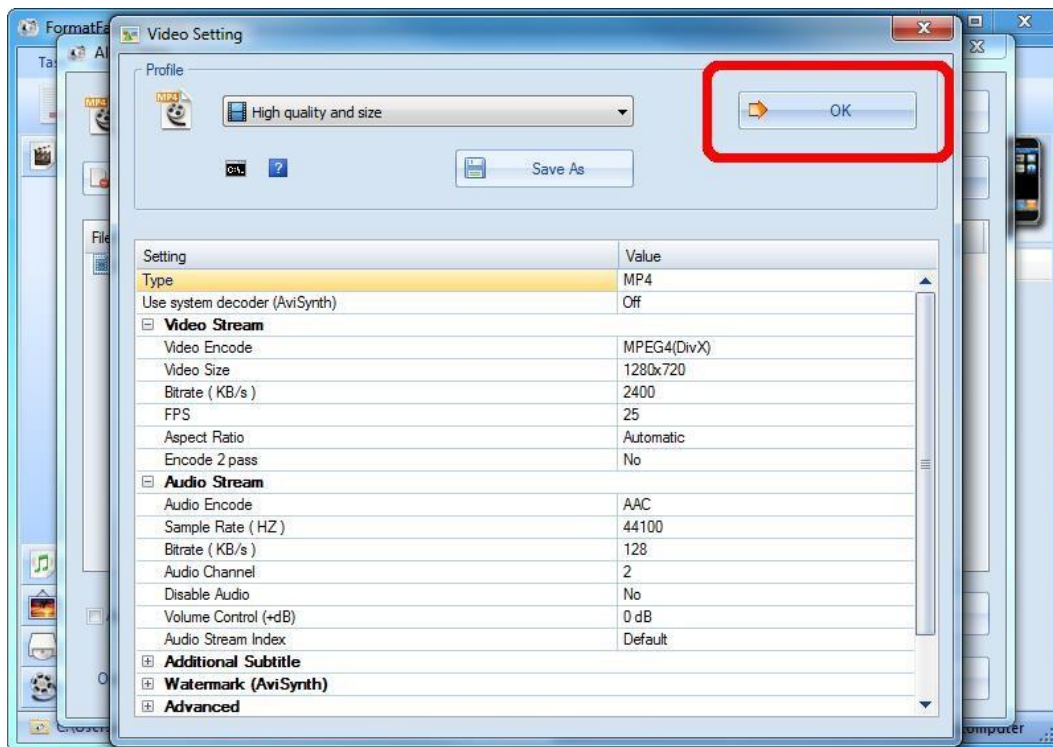 FormatFa
Video Setting
Ta
Al
Profile
MP4
High quality and size
OK
C:\.
?
Save As
File
Setting Value
Type MP4
Use system decoder (AviSynth) Off
Video Stream
Video Encode MPEG4(DivX)
Video Size 1280x720
Bitrate ( KB/s ) 2400
FPS 25
Aspect Ratio Automatic
Encode 2 pass No
Audio Stream
Audio Encode AAC
Sample Rate ( HZ ) 44100
Bitrate ( KB/s ) 128
Audio Channel 2
Disable Audio No
Volume Control (+dB) 0 dB
Audio Stream Index Default
Additional Subtitle
Watermark (AviSynth)
Advanced